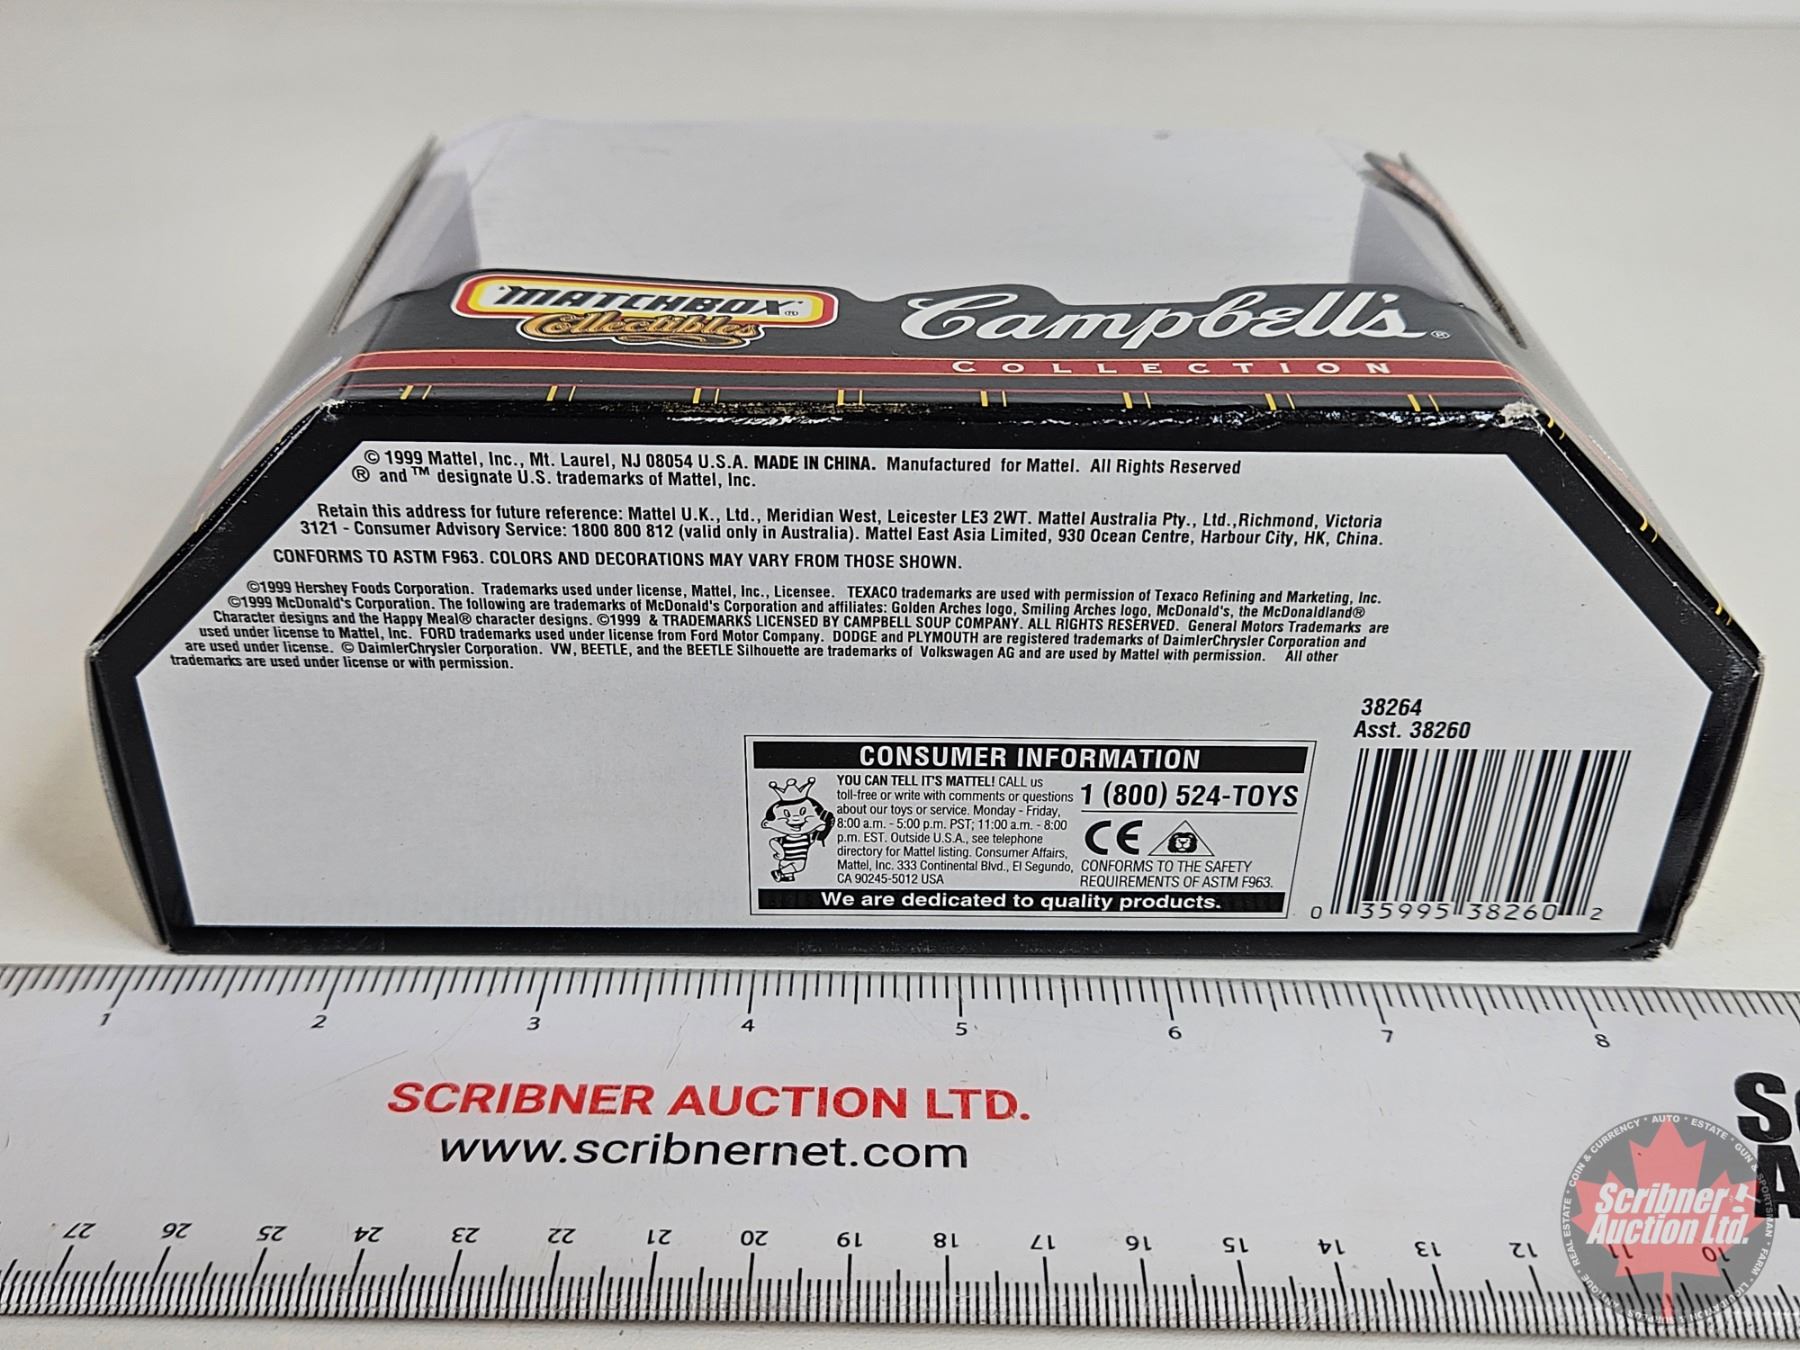 MATCHBOX®
Collectibles
Campbell's®
COLLECTION
© 1999 Mattel, Inc., Mt. Laurel, NJ 08054 U.S.A. MADE IN CHINA. Manufactured for Mattel. All Rights Reserved
® and ™ designate U.S. trademarks of Mattel, Inc.
Retain this address for future reference: Mattel U.K., Ltd., Meridian West, Leicester LE3 2WT. Mattel Australia Pty., Ltd.,Richmond, Victoria
3121 - Consumer Advisory Service: 1800 800 812 (valid only in Australia). Mattel East Asia Limited, 930 Ocean Centre, Harbour City, HK, China.
CONFORMS TO ASTM F963. COLORS AND DECORATIONS MAY VARY FROM THOSE SHOWN.
©1999 Hershey Foods Corporation. Trademarks used under license, Mattel, Inc., Licensee. TEXACO trademarks are used with permission of Texaco Refining and Marketing, Inc.
©1999 McDonald's Corporation. The following are trademarks of McDonald's Corporation and affiliates: Golden Arches logo, Smiling Arches logo, McDonald's, the McDonaldland®
Character designs and the Happy Meal® character designs. ©1999 & TRADEMARKS LICENSED BY CAMPBELL SOUP COMPANY. ALL RIGHTS RESERVED. General Motors Trademarks are
used under license to Mattel, Inc. FORD trademarks used under license from Ford Motor Company. DODGE and PLYMOUTH are registered trademarks of DaimlerChrysler Corporation and
are used under license. © DaimlerChrysler Corporation. VW, BEETLE, and the BEETLE Silhouette are trademarks of Volkswagen AG and are used by Mattel with permission. All other
trademarks are used under license or with permission.
38264
Asst. 38260
CONSUMER INFORMATION
YOU CAN TELL IT'S MATTEL! CALL us
toll-free or write with comments or questions
about our toys or service. Monday - Friday,
8:00 a.m. - 5:00 p.m. PST; 11:00 a.m. - 8:00
p.m. EST. Outside U.S.A., see telephone
directory for Mattel listing. Consumer Affairs,
Mattel, Inc. 333 Continental Blvd., El Segundo,
CA 90245-5012 USA
1 (800) 524-TOYS
CE
CONFORMS TO THE SAFETY
REQUIREMENTS OF ASTM F963.
We are dedicated to quality products.
0 35995 38260 2
1 2 3 4 5 6 7 8
SCRIBNER AUCTION LTD.
www.scribnernet.com
27 26 25 24 23 22 21 20 19 18 17 16 15 14 13 12 11 10
Scribner
Auction Ltd.
COIN & CURRENCY • AUTO • ESTATE • GUN & SPORTSMAN • FARM
REAL ESTATE